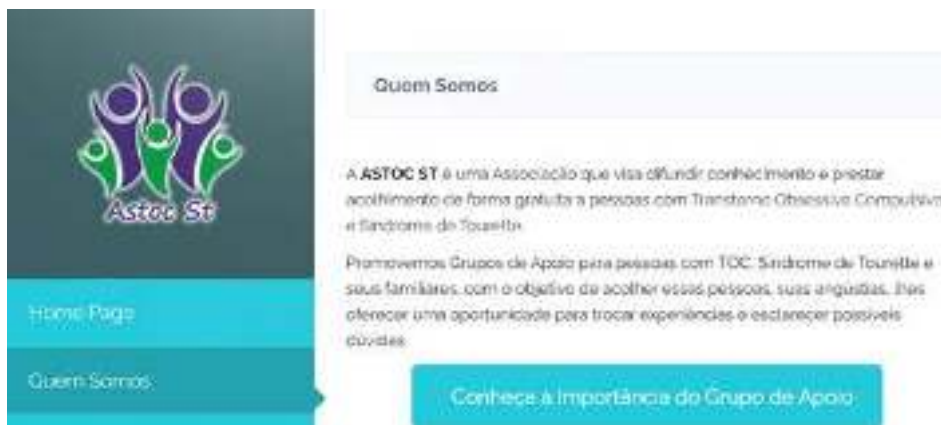 Astoc St
Home Page
Quem Somos
Quem Somos
A ASTOC ST é uma Associação que visa difundir conhecimento e prestar
acolhimento de forma gratuita a pessoas com Transtorno Obsessivo Compulsivo
e Síndrome de Tourette.
Promovemos Grupos de Apoio para pessoas com TOC, Síndrome de Tourette e
seus familiares, com o objetivo de acolher essas pessoas, suas angústias, lhes
oferecer uma oportunidade para trocar experiências e esclarecer possíveis
dúvidas.
Conheça à Importância do Grupo de Apoio